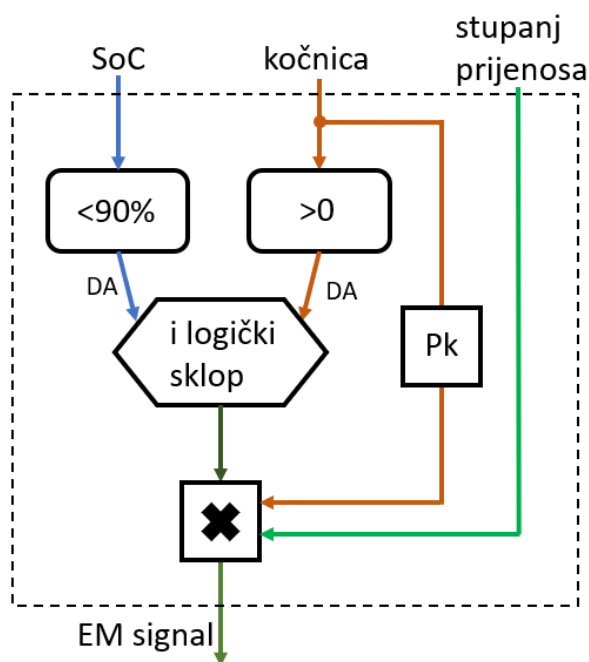 SoC
kočnica
stupanj
prijenosa
<90%
>0
DA
DA
i logički
sklop
Pk
EM signal